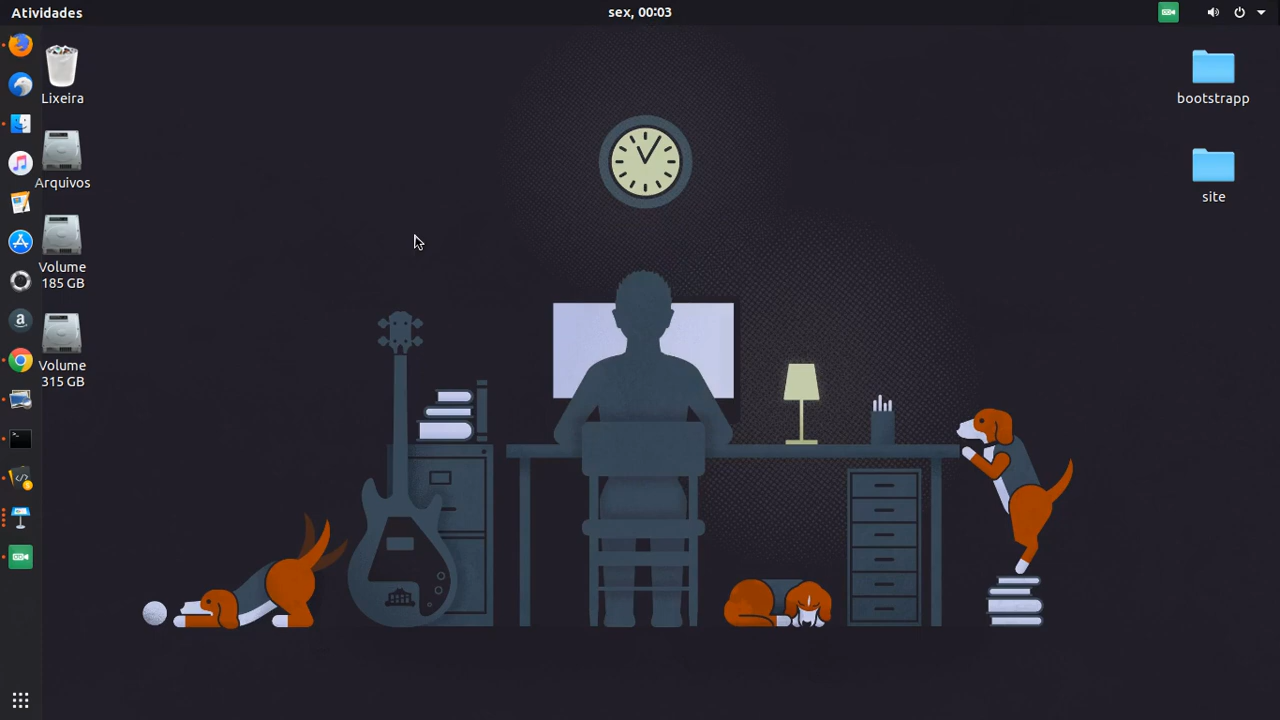 Atividades
sex, 00:03
Lixeira
Arquivos
Volume
185 GB
Volume
315 GB
bootstrapp
site